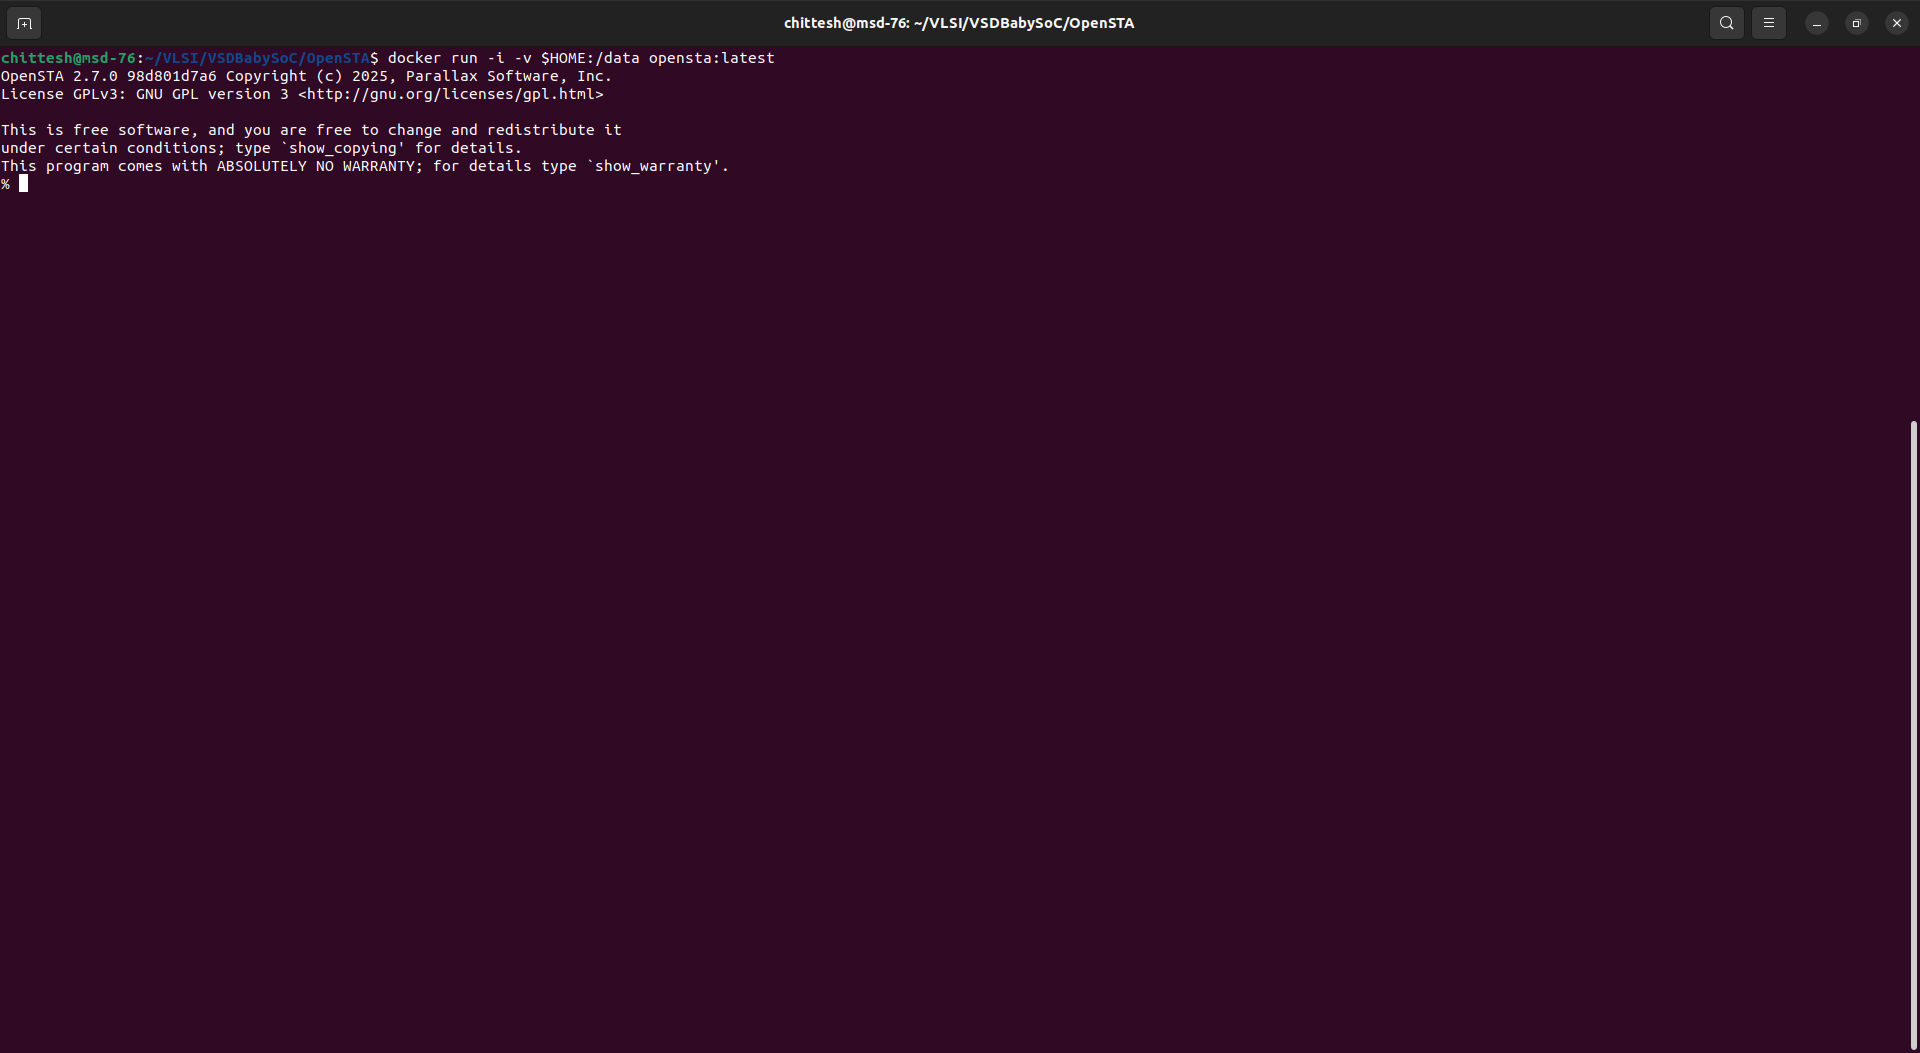 chittesh@msd-76: ~/VLSI/VSDBabySoC/OpenSTA
chittesh@msd-76:~/VLSI/VSDBabySoC/OpenSTA$ docker run -i -v $HOME:/data opensta:latest
OpenSTA 2.7.0 98d801d7a6 Copyright (c) 2025, Parallax Software, Inc.
License GPLv3: GNU GPL version 3 <http://gnu.org/licenses/gpl.html>

This is free software, and you are free to change and redistribute it
under certain conditions; type `show_copying' for details.
This program comes with ABSOLUTELY NO WARRANTY; for details type `show_warranty'.
%